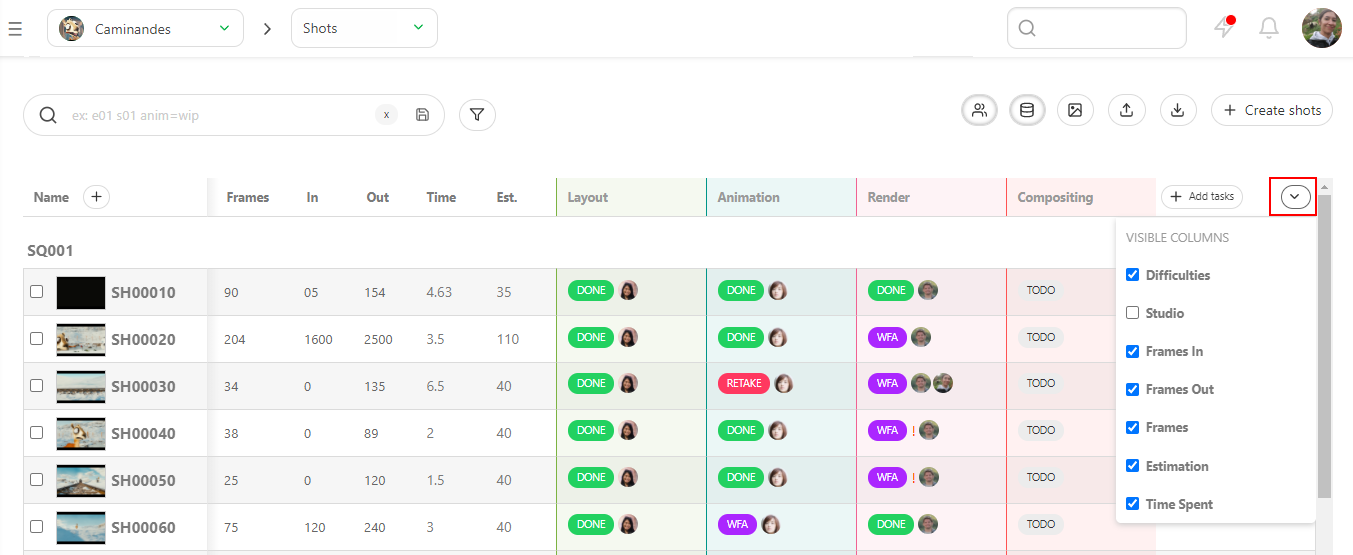 Caminandes
Shots
ex: e01 s01 anim=wip
x
+ Create shots
Name + Frames In Out Time Est. Layout Animation Render Compositing + Add tasks
VISIBLE COLUMNS
Difficulties
Studio
Frames In
Frames Out
Frames
Estimation
Time Spent
SQ001
SH00010 90 05 154 4.63 35 DONE DONE DONE TODO
SH00020 204 1600 2500 3.5 110 DONE DONE WFA TODO
SH00030 34 0 135 6.5 40 DONE RETAKE WFA TODO
SH00040 38 0 89 2 40 DONE DONE WFA ! TODO
SH00050 25 0 120 1.5 40 DONE DONE WFA ! TODO
SH00060 75 120 240 3 40 DONE WFA DONE TODO